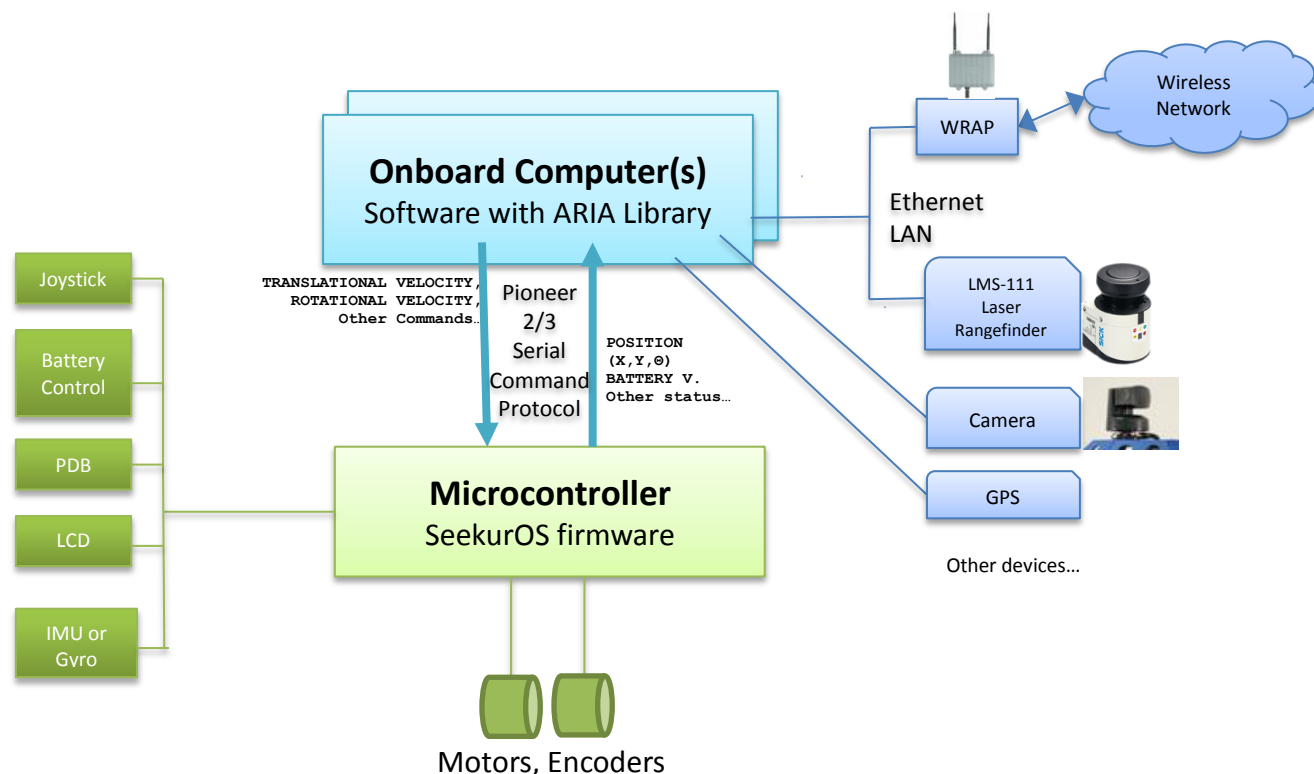 Wireless
Network
WRAP
Onboard Computer(s)
Software with ARIA Library
Ethernet
LAN
Joystick
TRANSLATIONAL VELOCITY,
ROTATIONAL VELOCITY,
Other Commands…
Pioneer
2/3
Serial
Command
Protocol
POSITION
(X,Y,Θ)
BATTERY V.
Other status…
LMS-111
Laser
Rangefinder
SICK
Battery
Control
Camera
PDB
Microcontroller
SeekurOS firmware
GPS
LCD
Other devices…
IMU or
Gyro
Motors, Encoders